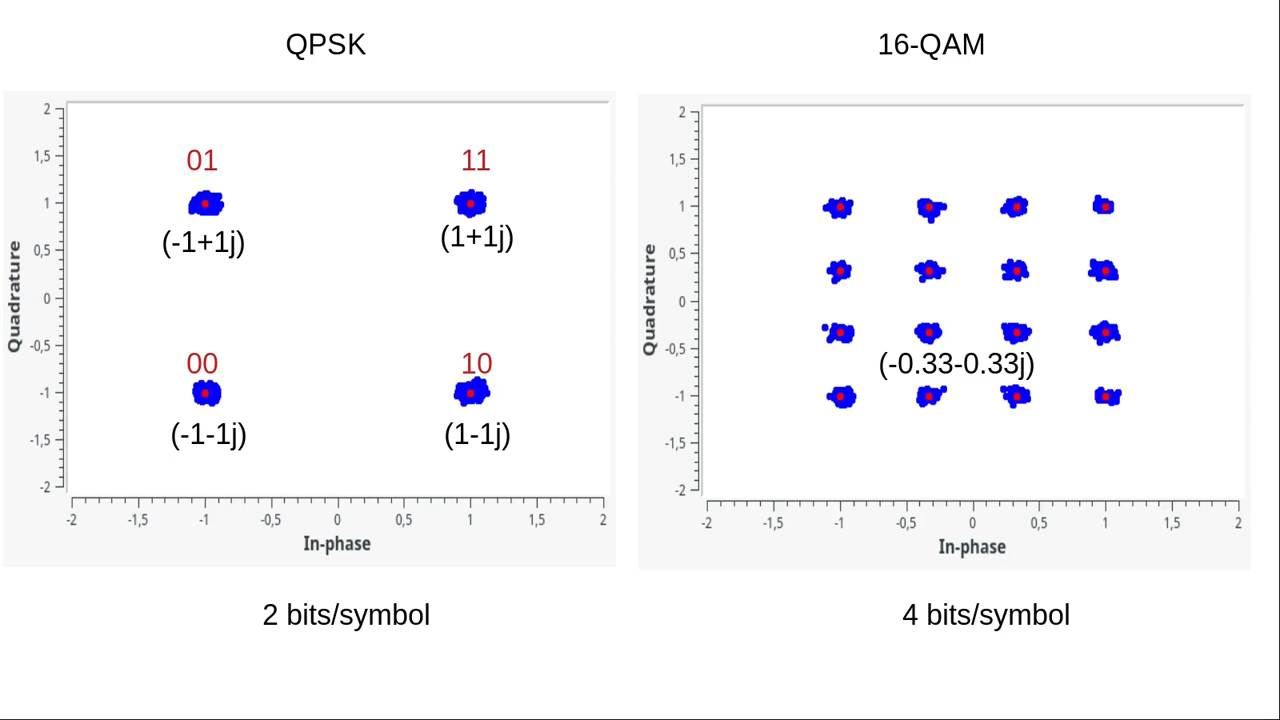 QPSK
2
1,5
1
0,5
0
-0,5
-1
-1,5
-2
Quadrature
01
11
(-1+1j)
(1+1j)
00
10
(-1-1j)
(1-1j)
-2 -1,5 -1 -0,5 0 0,5 1 1,5 2
In-phase
2 bits/symbol
16-QAM
2
1,5
1
0,5
0
-0,5
-1
-1,5
-2
Quadrature
(-0.33-0.33j)
-2 -1,5 -1 -0,5 0 0,5 1 1,5 2
In-phase
4 bits/symbol